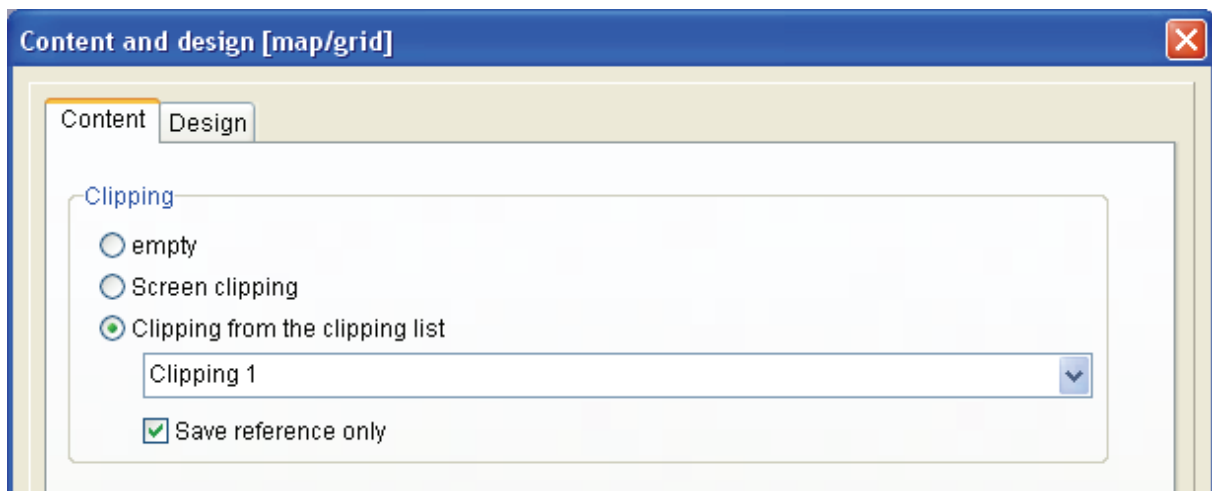 Content and design [map/grid]
Content Design
Clipping
empty
Screen clipping
Clipping from the clipping list
Clipping 1
Save reference only